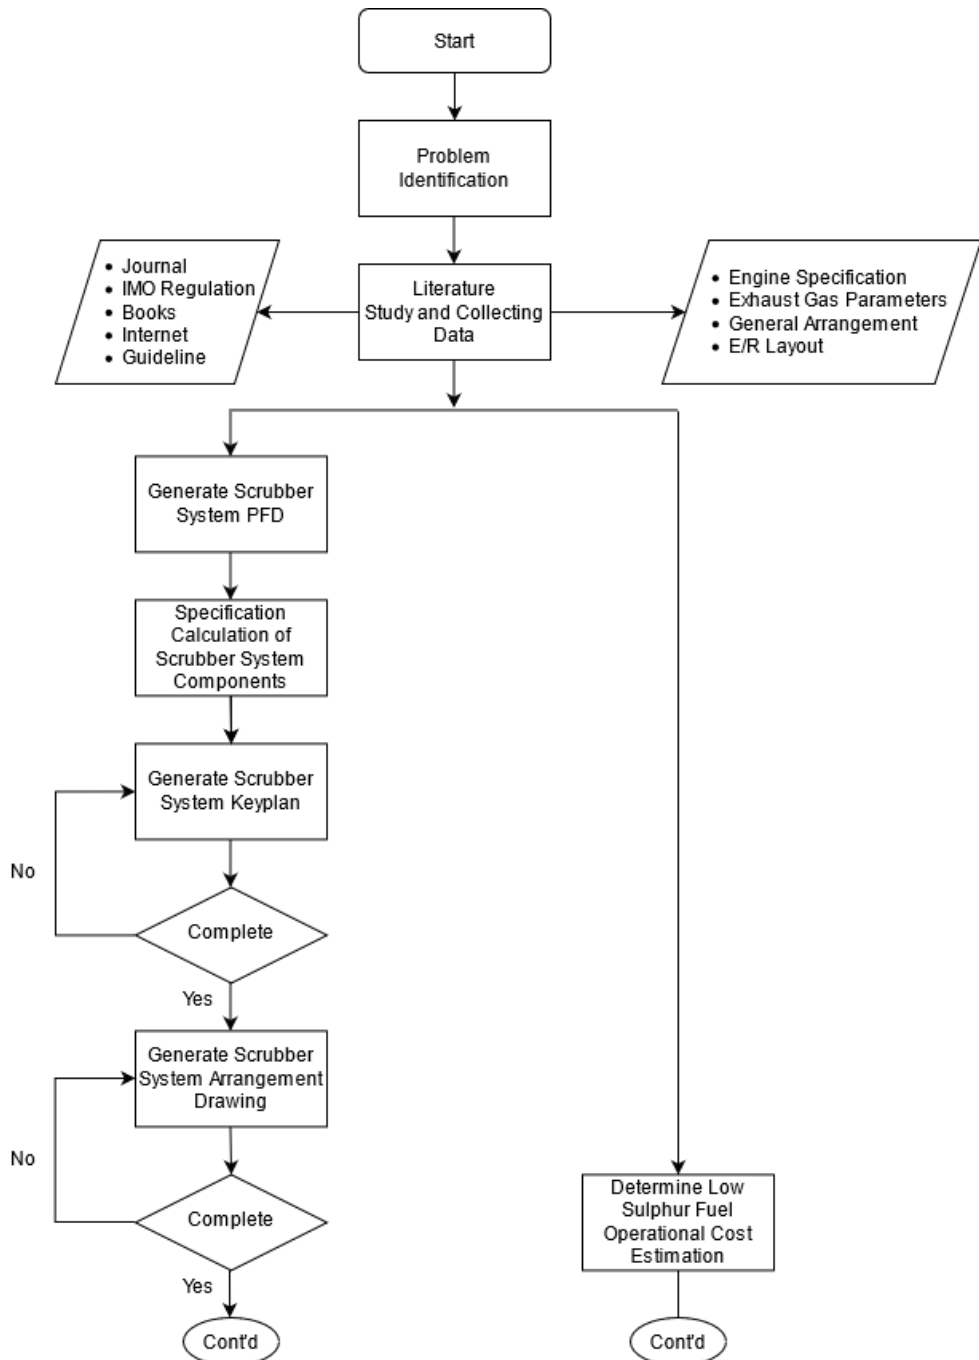 Start
Problem
Identification
• Journal
• IMO Regulation
• Books
• Internet
• Guideline
Literature
Study and Collecting
Data
• Engine Specification
• Exhaust Gas Parameters
• General Arrangement
• E/R Layout
Generate Scrubber
System PFD
Specification
Calculation of
Scrubber System
Components
Generate Scrubber
System Keyplan
No
Complete
Yes
Generate Scrubber
System Arrangement
Drawing
No
Complete
Yes
Cont'd
Determine Low
Sulphur Fuel
Operational Cost
Estimation
Cont'd